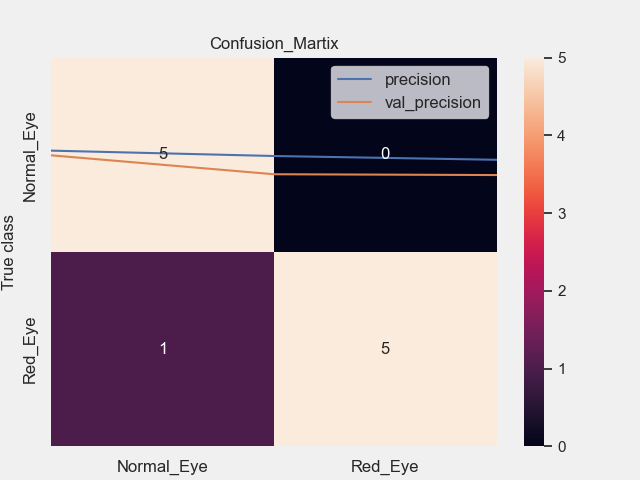 Confusion_Martix
precision
val_precision
True class
Normal_Eye
Red_Eye
5
0
1
5
Normal_Eye
Red_Eye
5
4
3
2
1
0